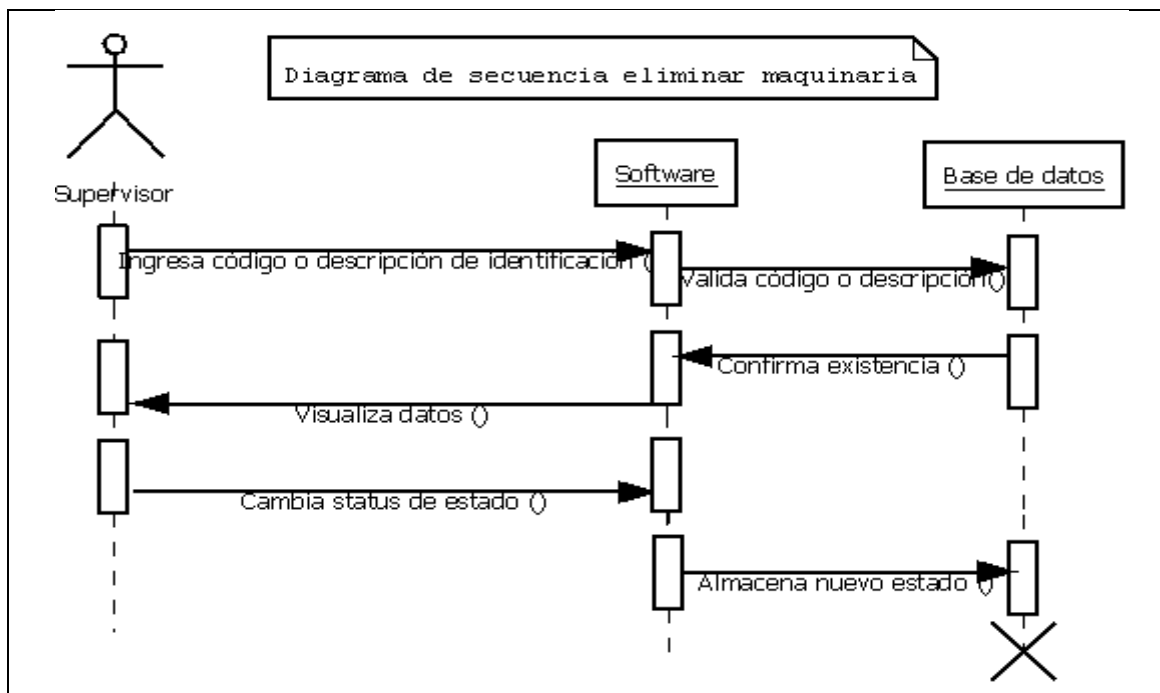 Diagrama de secuencia eliminar maquinaria
Supervisor
Software
Base de datos
Ingresa código o descripción de identificación ()
Valida código o descripción()
Confirma existencia ()
Visualiza datos ()
Cambia status de estado ()
Almacena nuevo estado ()